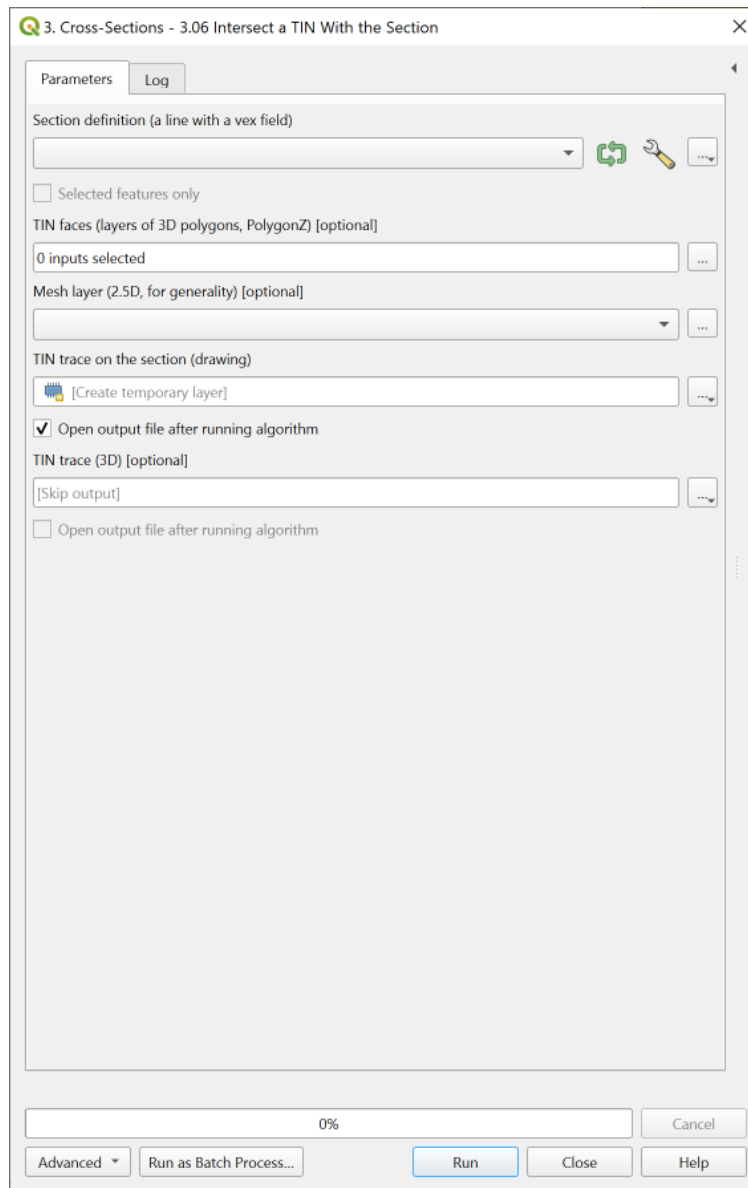 3. Cross-Sections - 3.06 Intersect a TIN With the Section
Parameters
Log
Section definition (a line with a vex field)
...
Selected features only
TIN faces (layers of 3D polygons, PolygonZ) [optional]
0 inputs selected
...
Mesh layer (2.5D, for generality) [optional]
...
TIN trace on the section (drawing)
[Create temporary layer]
...
Open output file after running algorithm
TIN trace (3D) [optional]
[Skip output]
...
Open output file after running algorithm
0%
Cancel
Advanced
Run as Batch Process...
Run
Close
Help